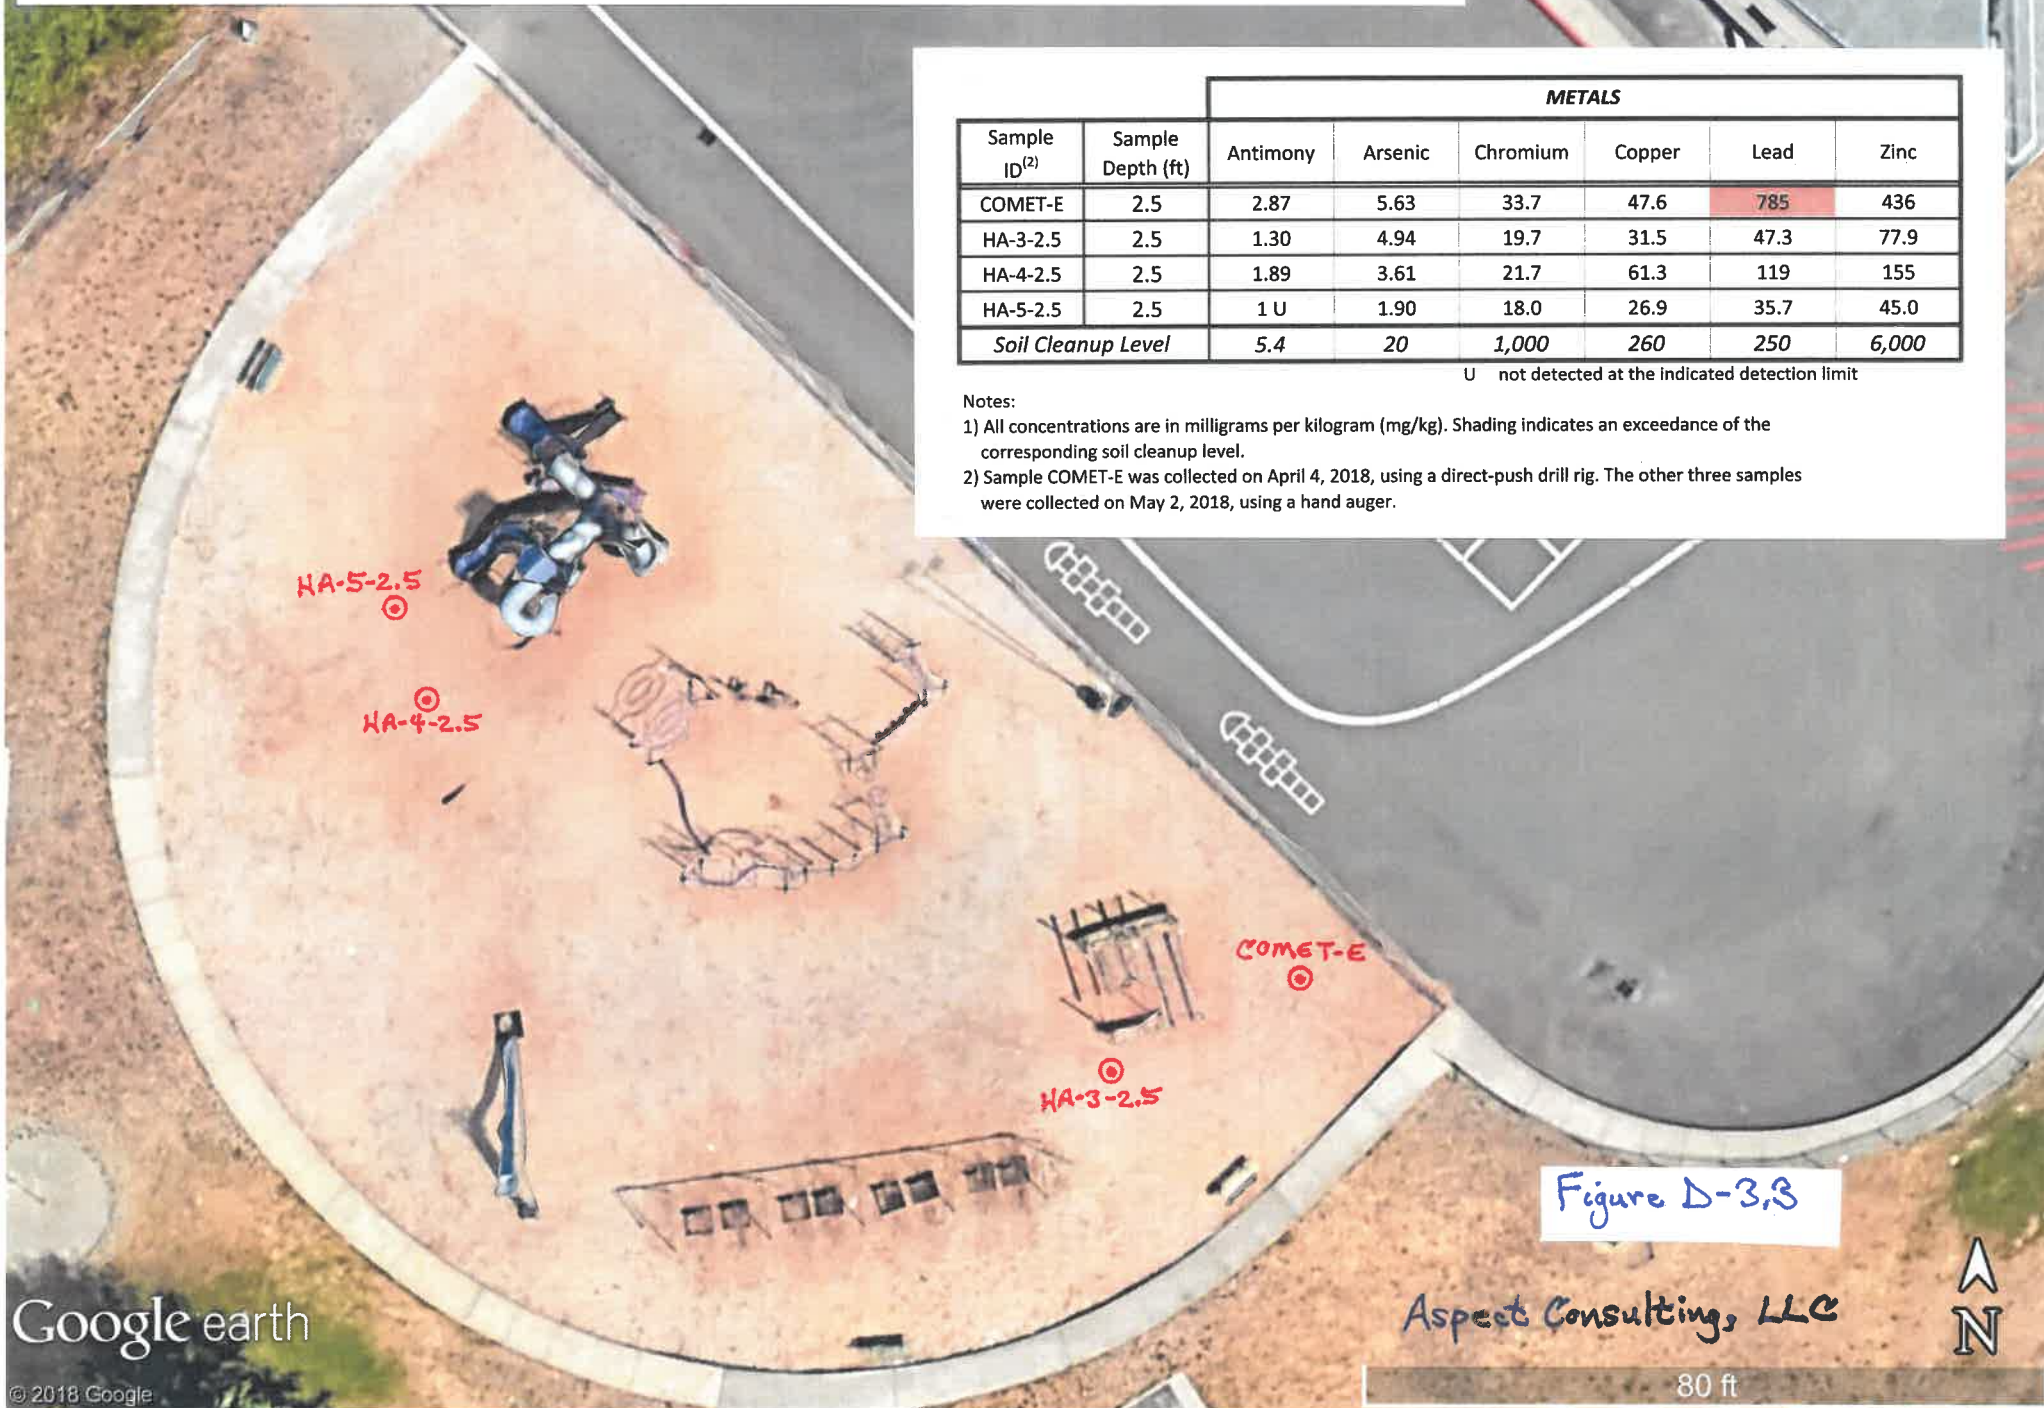 METALS
Sample ID(2) Sample Depth (ft) Antimony Arsenic Chromium Copper Lead Zinc
COMET-E 2.5 2.87 5.63 33.7 47.6 785 436
HA-3-2.5 2.5 1.30 4.94 19.7 31.5 47.3 77.9
HA-4-2.5 2.5 1.89 3.61 21.7 61.3 119 155
HA-5-2.5 2.5 1 U 1.90 18.0 26.9 35.7 45.0
Soil Cleanup Level 5.4 20 1,000 260 250 6,000
U not detected at the indicated detection limit
Notes:
1) All concentrations are in milligrams per kilogram (mg/kg). Shading indicates an exceedance of the
corresponding soil cleanup level.
2) Sample COMET-E was collected on April 4, 2018, using a direct-push drill rig. The other three samples
were collected on May 2, 2018, using a hand auger.
HA-5-2.5
HA-4-2.5
COMET-E
HA-3-2.5
Figure D-3.3
Aspect Consulting, LLC
N
80 ft
Google earth
© 2018 Google